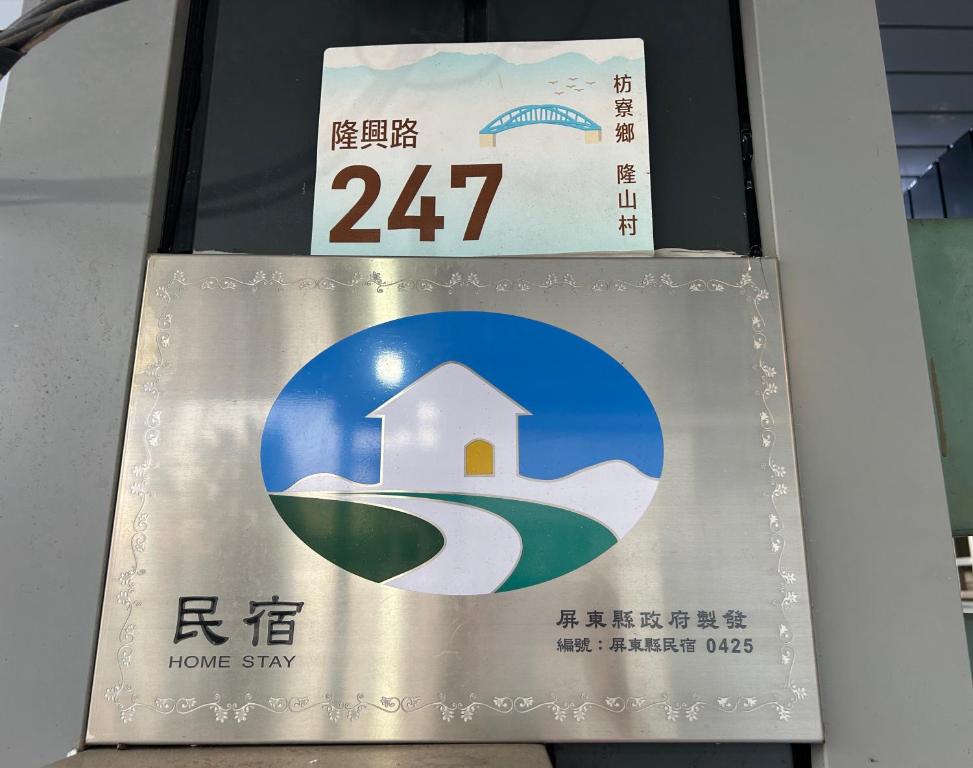 隆興路
247
枋寮鄉 隆山村
民宿
HOME STAY
屏東縣政府製發
編號：屏東縣民宿 0425